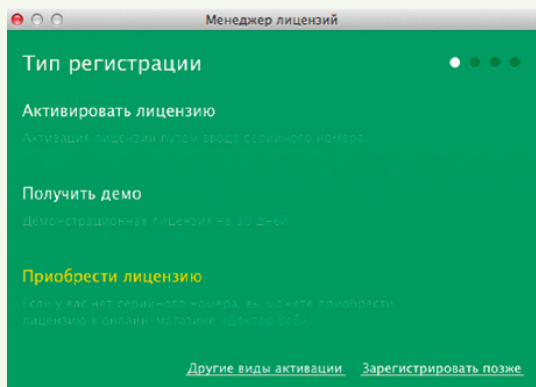 Менеджер лицензий
Тип регистрации
Активировать лицензию
Активация лицензии путем ввода серийного номера.
Получить демо
Демонстрационная лицензия на 30 дней.
Приобрести лицензию
Если у вас нет серийного номера, вы можете приобрести
лицензию в онлайн-магазине «Доктор Веб».
Другие виды активации Зарегистрировать позже